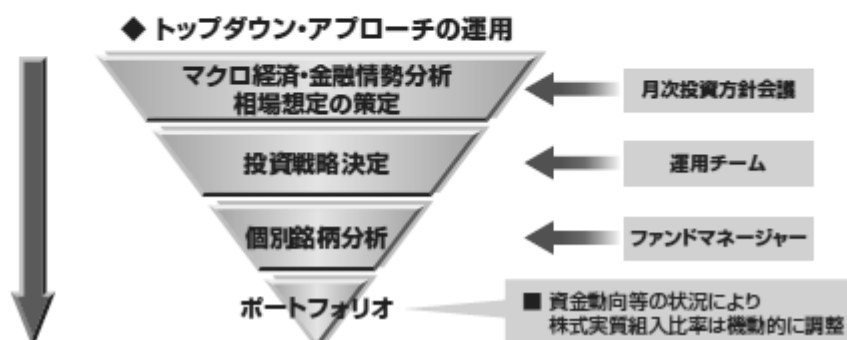 ◆ トップダウン・アプローチの運用
マクロ経済・金融情勢分析
相場想定の策定
月次投資方針会議
投資戦略決定
運用チーム
個別銘柄分析
ファンドマネージャー
ポートフォリオ
■ 資金動向等の状況により
株式実質組入比率は機動的に調整